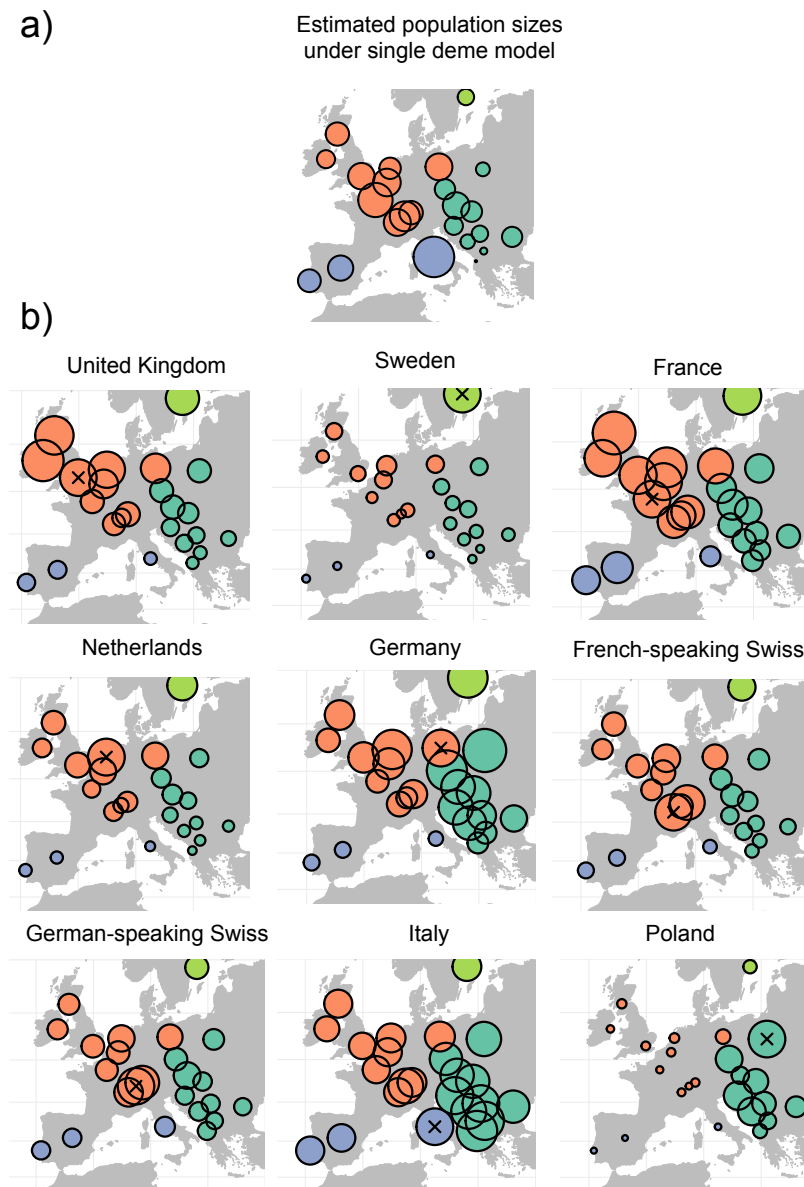 a)
Estimated population sizes
under single deme model
b)
United Kingdom
Sweden
France
Netherlands
Germany
French-speaking Swiss
German-speaking Swiss
Italy
Poland